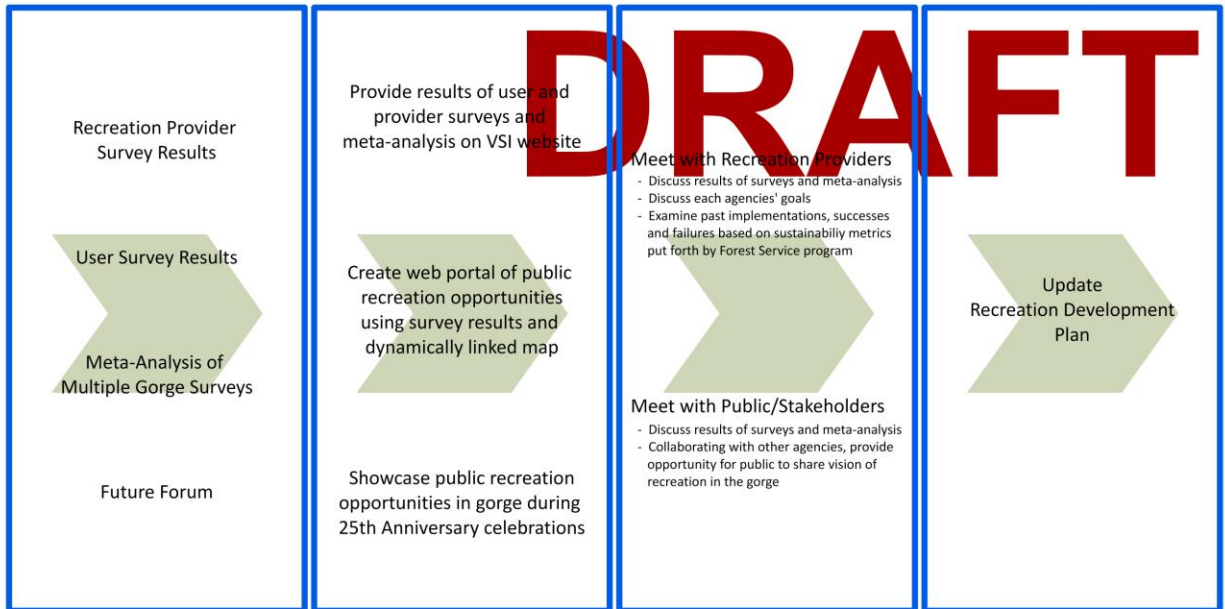 Recreation Provider
Survey Results
User Survey Results
Meta-Analysis of
Multiple Gorge Surveys
Future Forum
Provide results of user and
provider surveys and
meta-analysis on VSI website
Create web portal of public
recreation opportunities
using survey results and
dynamically linked map
Showcase public recreation
opportunities in gorge during
25th Anniversary celebrations
DRAFT
Meet with Recreation Providers
- Discuss results of surveys and meta-analysis
- Discuss each agencies' goals
- Examine past implementations, successes
and failures based on sustainabiliy metrics
put forth by Forest Service program
Meet with Public/Stakeholders
- Discuss results of surveys and meta-analysis
- Collaborating with other agencies, provide
opportunity for public to share vision of
recreation in the gorge
Update
Recreation Development
Plan